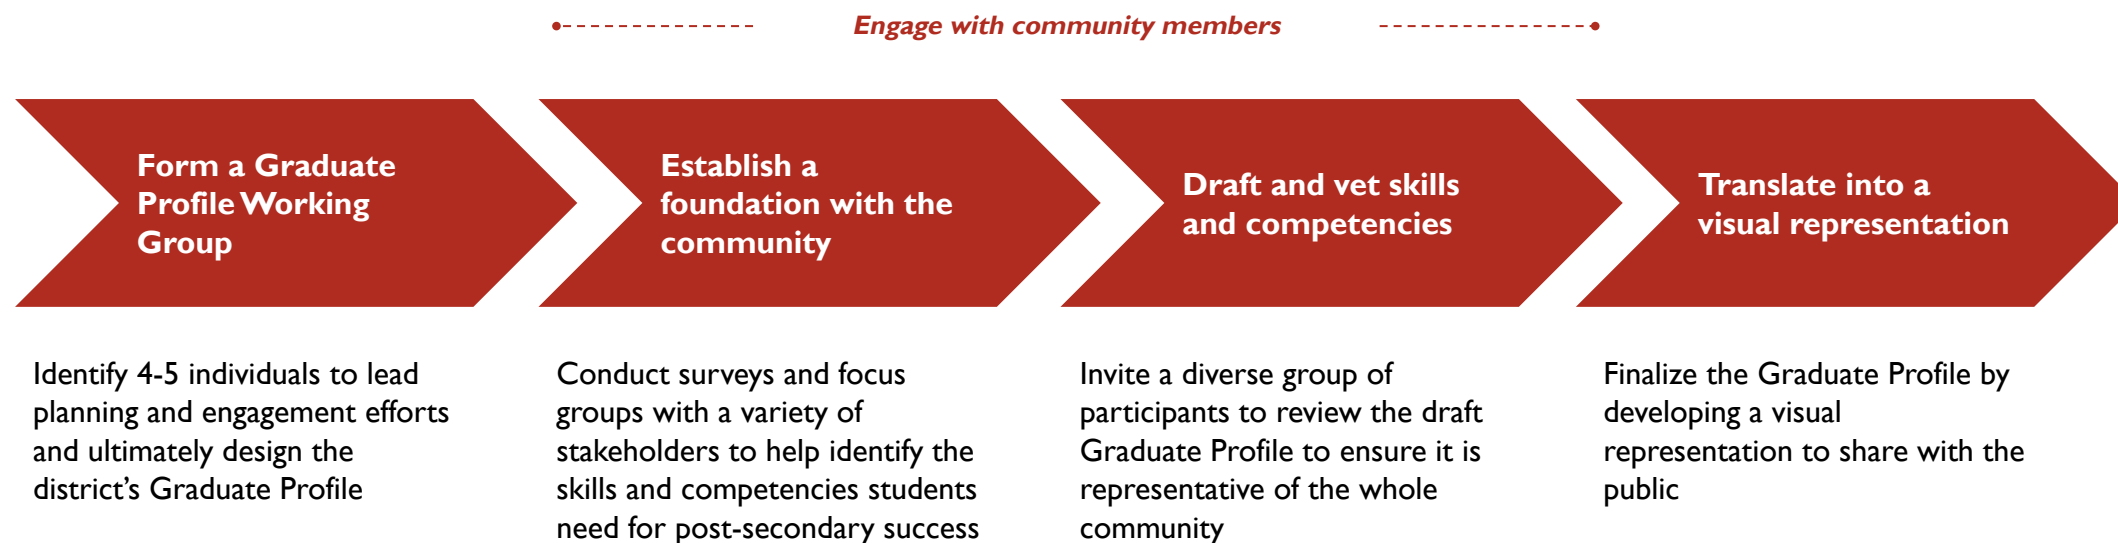 Engage with community members
Form a Graduate
Profile Working
Group
Establish a
foundation with the
community
Draft and vet skills
and competencies
Translate into a
visual representation
Identify 4-5 individuals to lead
planning and engagement efforts
and ultimately design the
district’s Graduate Profile
Conduct surveys and focus
groups with a variety of
stakeholders to help identify the
skills and competencies students
need for post-secondary success
Invite a diverse group of
participants to review the draft
Graduate Profile to ensure it is
representative of the whole
community
Finalize the Graduate Profile by
developing a visual
representation to share with the
public